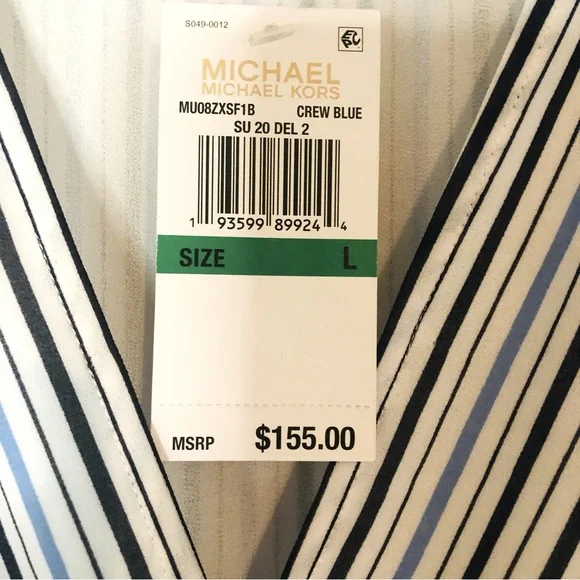 S049-0012
EPC
MICHAEL
MICHAEL KORS
MU08ZXSF1B CREW BLUE
SU 20 DEL 2
1 93599 89924 4
SIZE L
MSRP $155.00